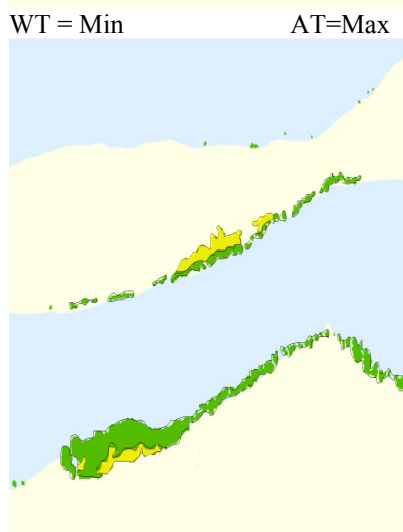 WT = Min AT=Max